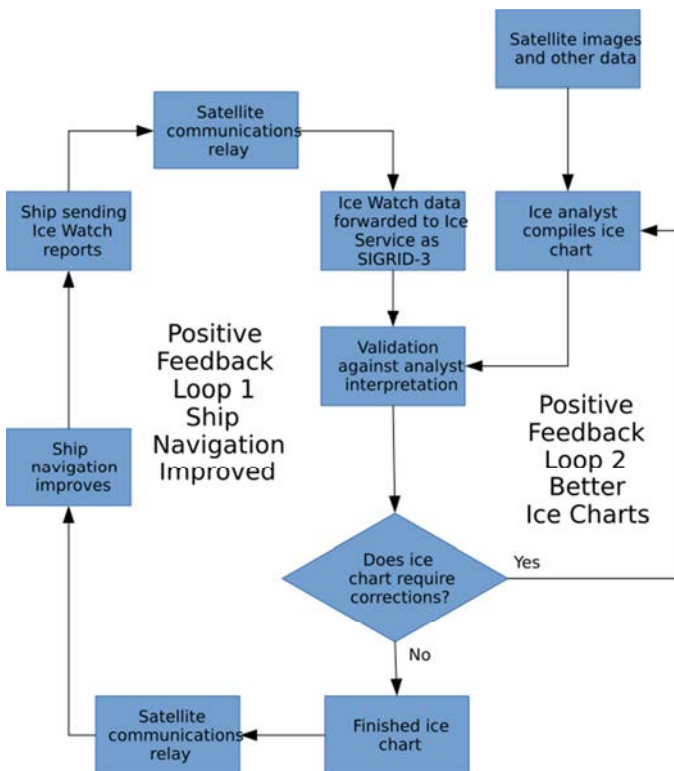 Satellite images
and other data
Satellite
communications
relay
Ship sending
Ice Watch
reports
Ice Watch data
forwarded to Ice
Service as
SIGRID-3
Ice analyst
compiles ice
chart
Positive
Feedback
Loop 1
Ship
Navigation
Improved
Validation
against analyst
interpretation
Positive
Feedback
Loop 2
Better
Ice Charts
Ship
navigation
improves
Does ice
chart require
corrections?
Yes
No
Satellite
communications
relay
Finished ice
chart